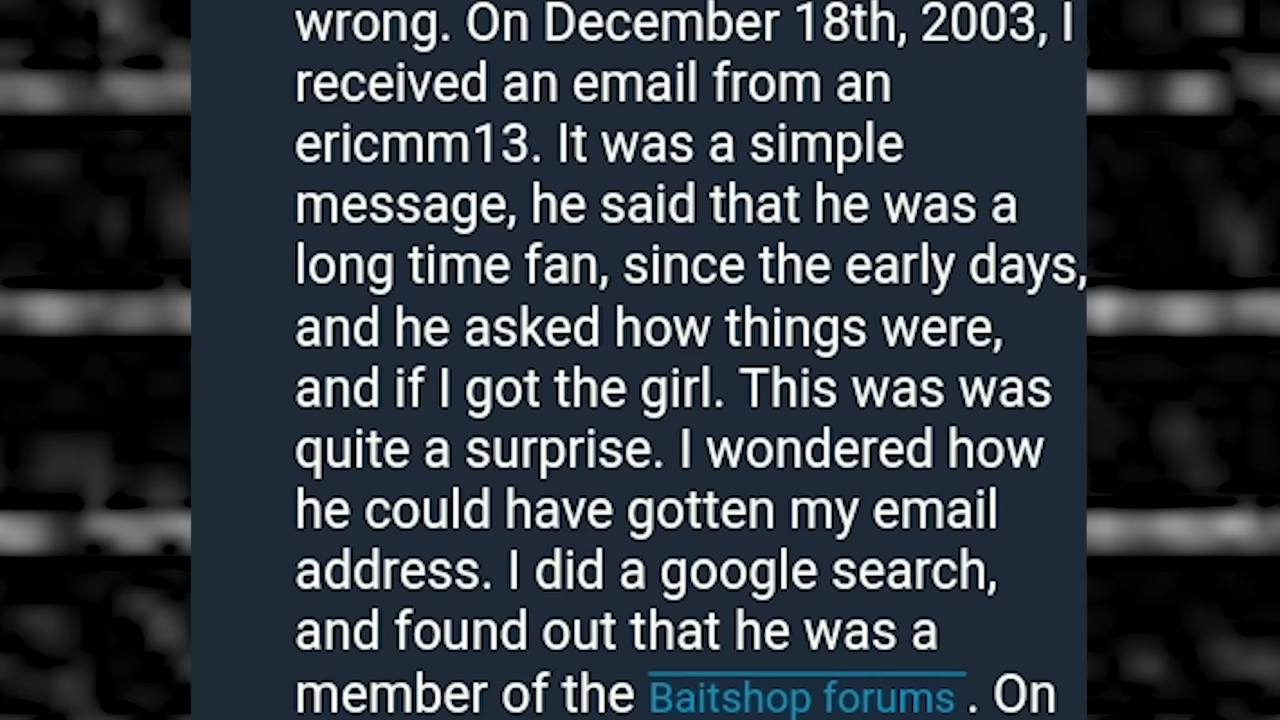 wrong. On December 18th, 2003, I
received an email from an
ericmm13. It was a simple
message, he said that he was a
long time fan, since the early days,
and he asked how things were,
and if I got the girl. This was was
quite a surprise. I wondered how
he could have gotten my email
address. I did a google search,
and found out that he was a
member of the Baitshop forums . On